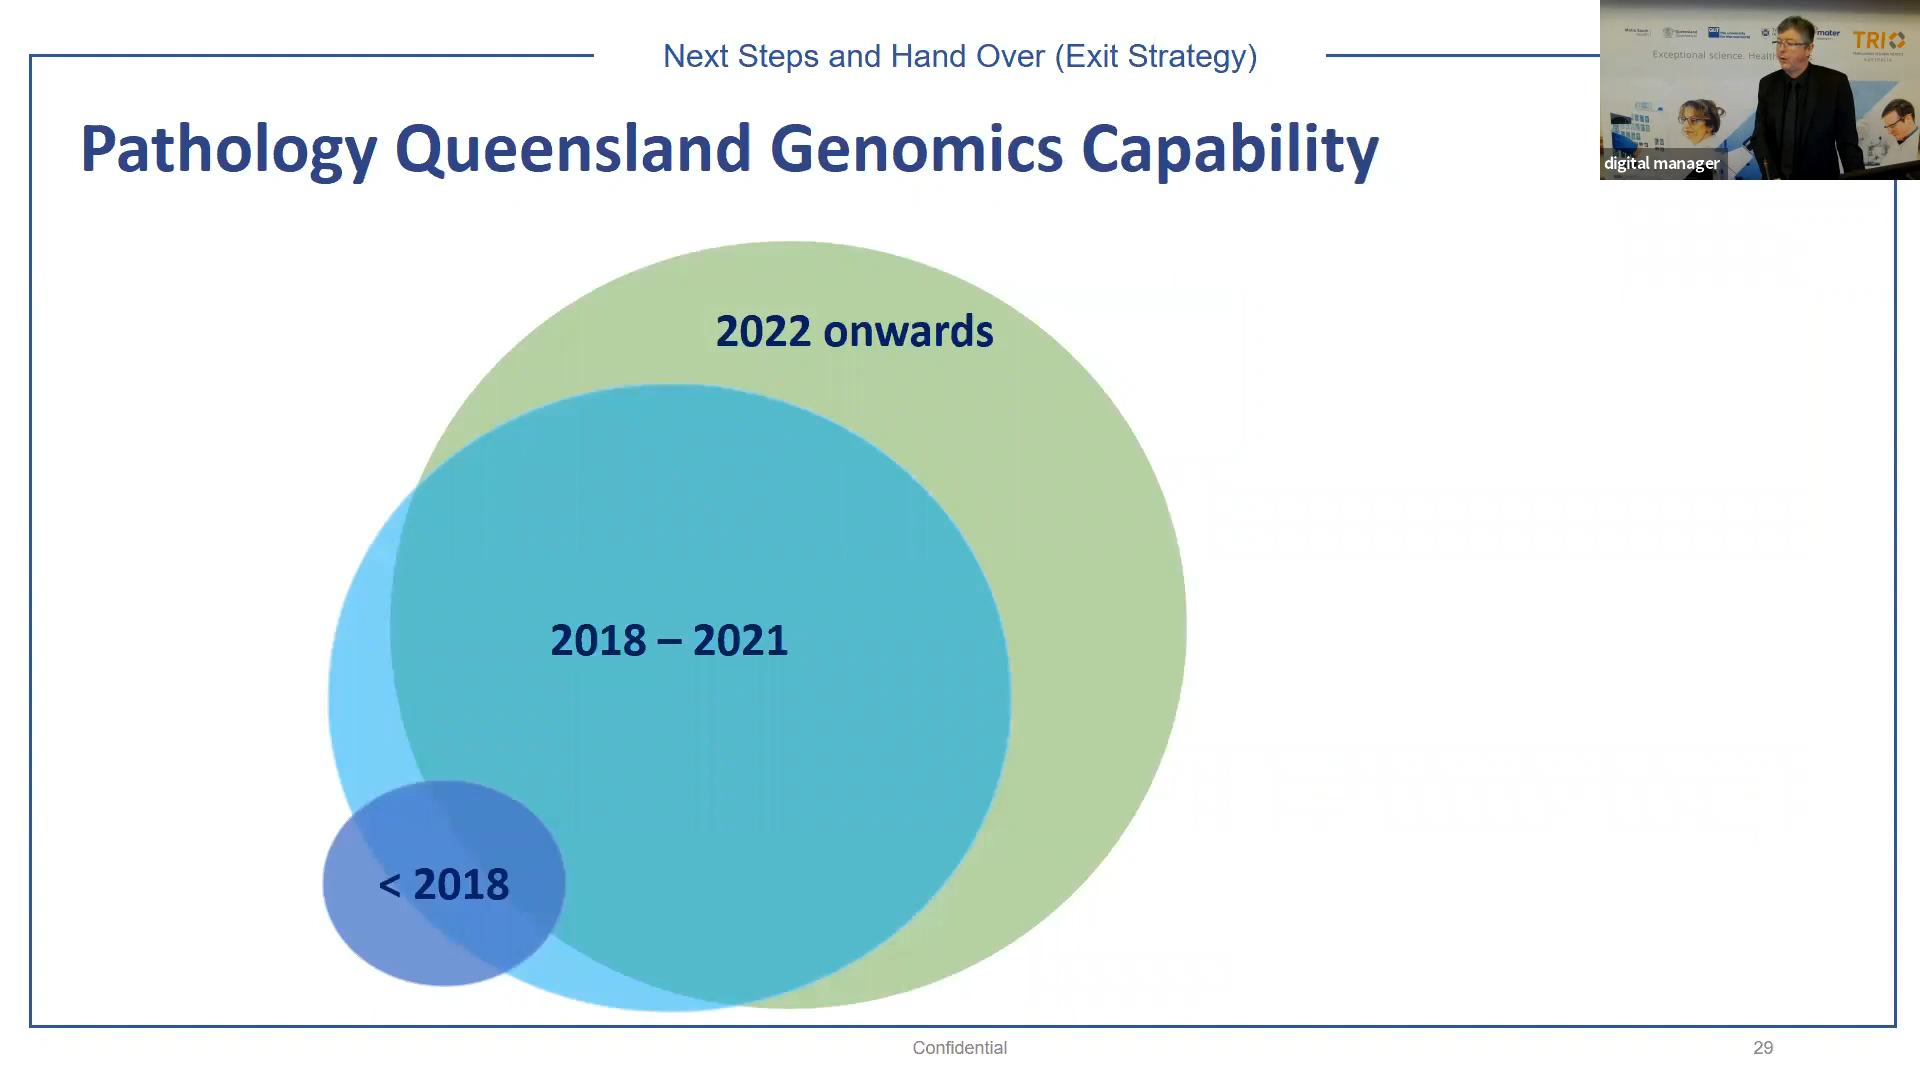 Next Steps and Hand Over (Exit Strategy)
Pathology Queensland Genomics Capability
mater
TRI
Exceptional science. Health
digital manager
2022 onwards
2018 – 2021
< 2018
Confidential
29